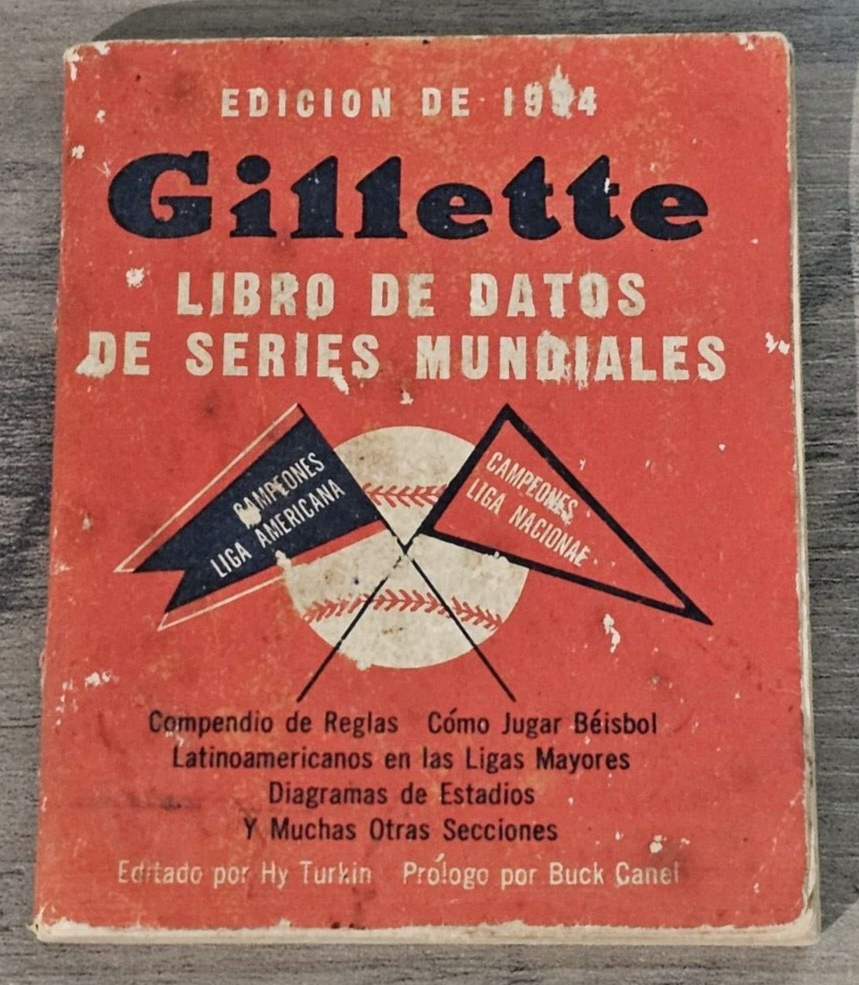 EDICION DE
Gillette
LIBRO DE DATOS
DE SERIES MUNDIALES
CAMPEONES
LIGA AMERICANA
CAMPEONES
LIGA NACIONAL
Compendio de Reglas Cómo Jugar Béisbol
Latinoamericanos en las Ligas Mayores
Diagramas de Estadios
Y Muchas Otras Secciones
Editado por Hy Turkin Prólogo por Buck Canel